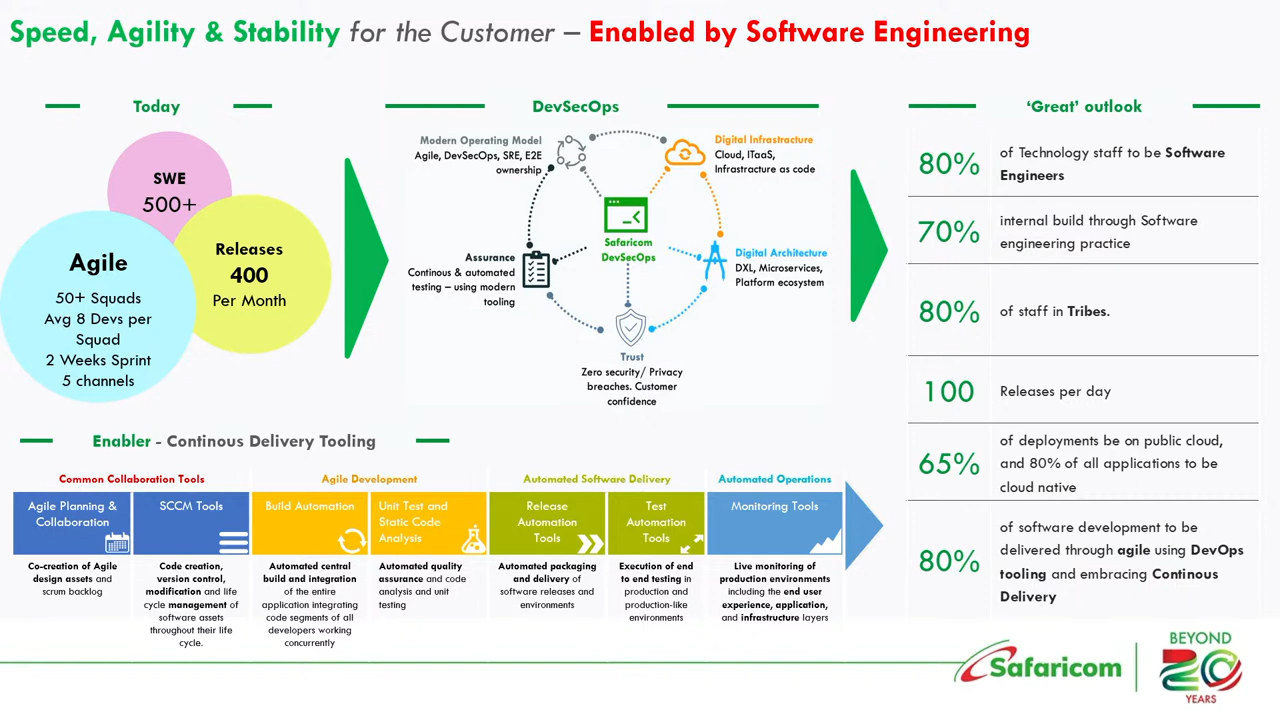 Speed, Agility & Stability for the Customer – Enabled by Software Engineering
Today
SWE
500+
Releases
400
Per Month
Agile
50+ Squads
Avg 8 Devs per
Squad
2 Weeks Sprint
5 channels
DevSecOps
Modern Operating Model
Agile, DevSecOps, SRE, E2E
ownership
Digital Infrastracture
Cloud, ITaaS,
Infrastracture as code
Safaricom
DevSecOps
Assurance
Continous & automated
testing – using modern
tooling
Digital Architecture
DXL, Microservices,
Platform ecosystem
Trust
Zero security/ Privacy
breaches. Customer
confidence
'Great' outlook
80%
of Technology staff to be Software
Engineers
70%
internal build through Software
engineering practice
80%
of staff in Tribes.
100
Releases per day
65%
of deployments be on public cloud,
and 80% of all applications to be
cloud native
80%
of software development to be
delivered through agile using DevOps
tooling and embracing Continous
Delivery
Enabler - Continous Delivery Tooling
Common Collaboration Tools
Agile Planning &
Collaboration
Co-creation of Agile
design assets and
scrum backlog
SCCM Tools
Code creation,
version control,
modification and life
cycle management of
software assets
throughout their life
cycle.
Agile Development
Build Automation
Automated central
build and integration
of the entire
application integrating
code segments of all
developers working
concurrently
Unit Test and
Static Code
Analysis
Automated quality
assurance and code
analysis and unit
testing
Automated Software Delivery
Release
Automation
Tools
Automated packaging
and delivery of
software releases and
environments
Test
Automation
Tools
Execution of end
to end testing in
production and
production-like
environments
Automated Operations
Monitoring Tools
Live monitoring of
production environments
including the end user
experience, application,
and infrastructure layers
Safaricom
BEYOND
20
YEARS